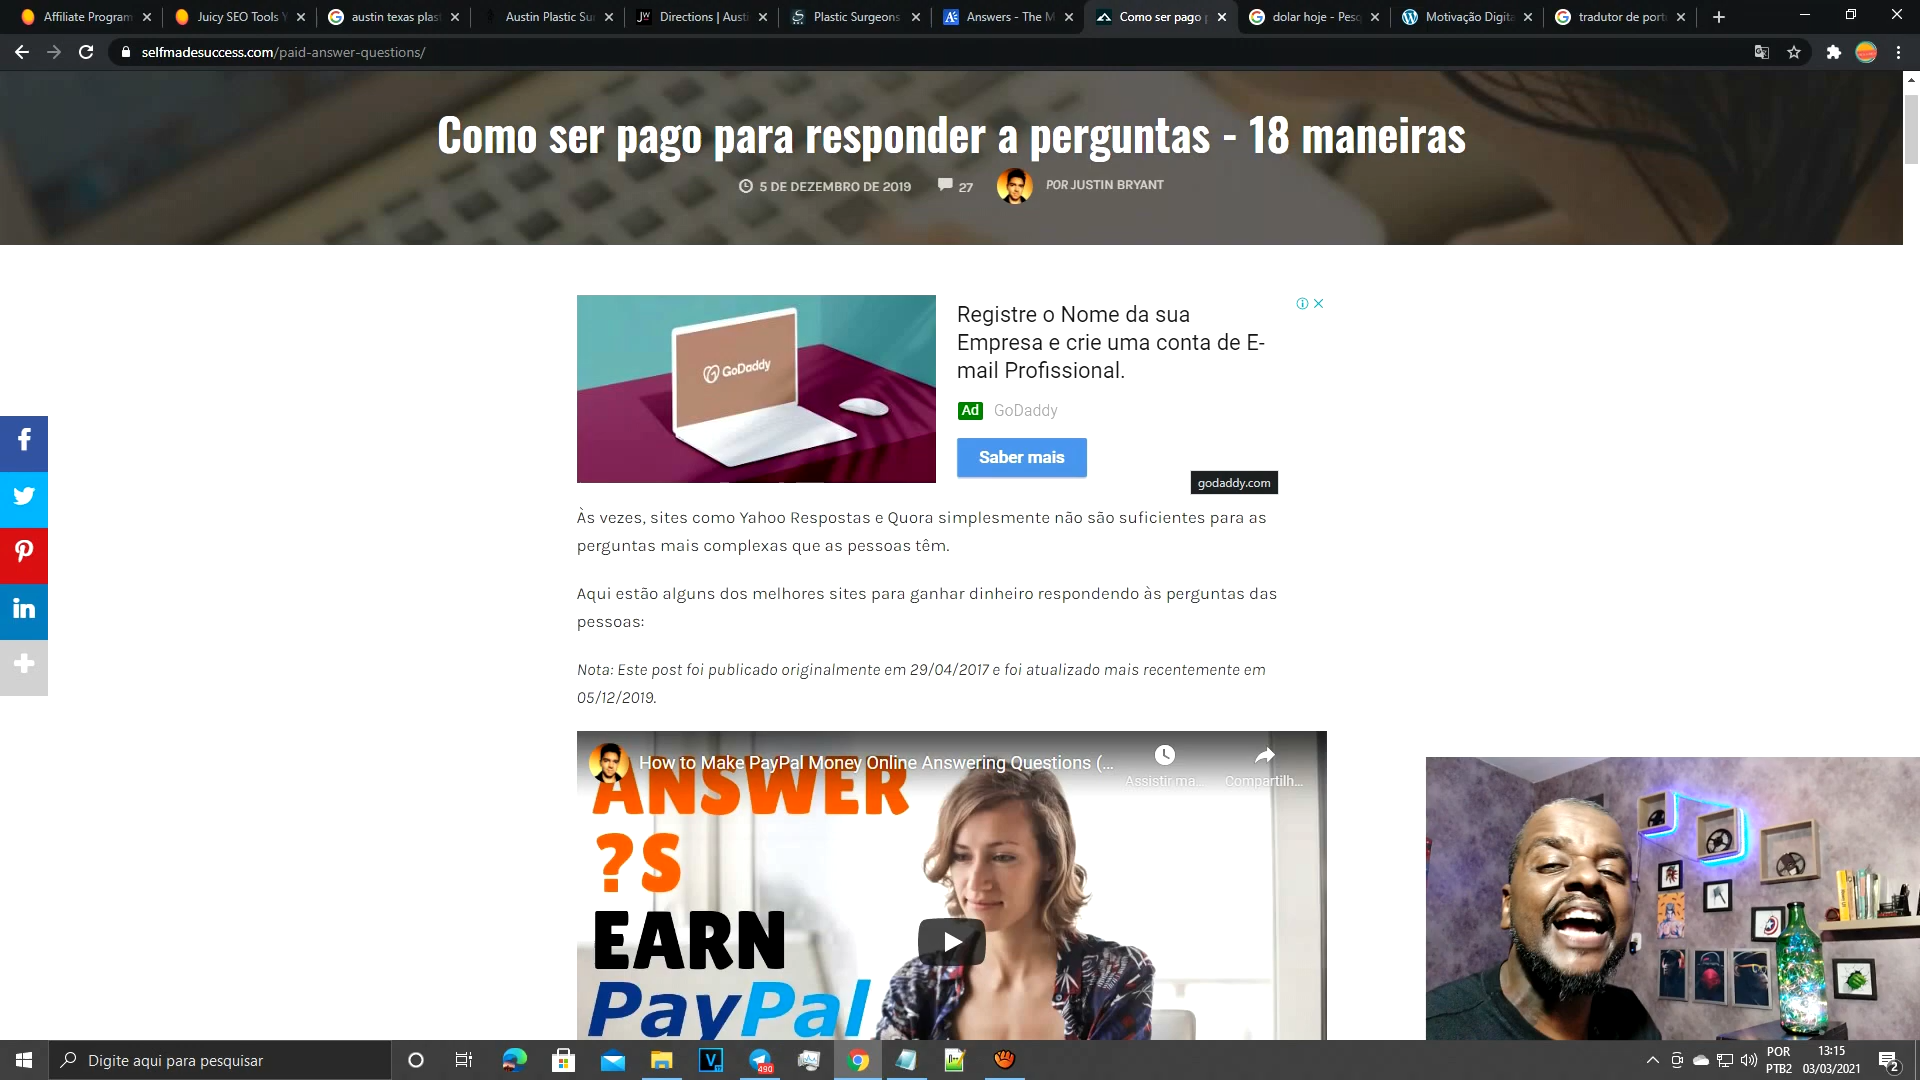 Affiliate Program
Juicy SEO Tools Y
austin texas plast
Austin Plastic Su
Directions | Aust
Plastic Surgeons
Answers - The M
Como ser pago p
dolar hoje - Pesq
Motivação Digita
tradutor de port
selfmadesuccess.com/paid-answer-questions/
Como ser pago para responder a perguntas - 18 maneiras
5 DE DEZEMBRO DE 2019 27 POR JUSTIN BRYANT
Registre o Nome da sua
Empresa e crie uma conta de E-
mail Profissional.
GoDaddy
Ad GoDaddy
Saber mais
godaddy.com
Às vezes, sites como Yahoo Respostas e Quora simplesmente não são suficientes para as
perguntas mais complexas que as pessoas têm.
Aqui estão alguns dos melhores sites para ganhar dinheiro respondendo às perguntas das
pessoas:
Nota: Este post foi publicado originalmente em 29/04/2017 e foi atualizado mais recentemente em
05/12/2019.
How to Make PayPal Money Online Answering Questions (...
Assistir ma...
Compartilh...
ANSWER
?S
EARN
PayPal
Digite aqui para pesquisar
490
POR
PTB2
13:15
03/03/2021
2